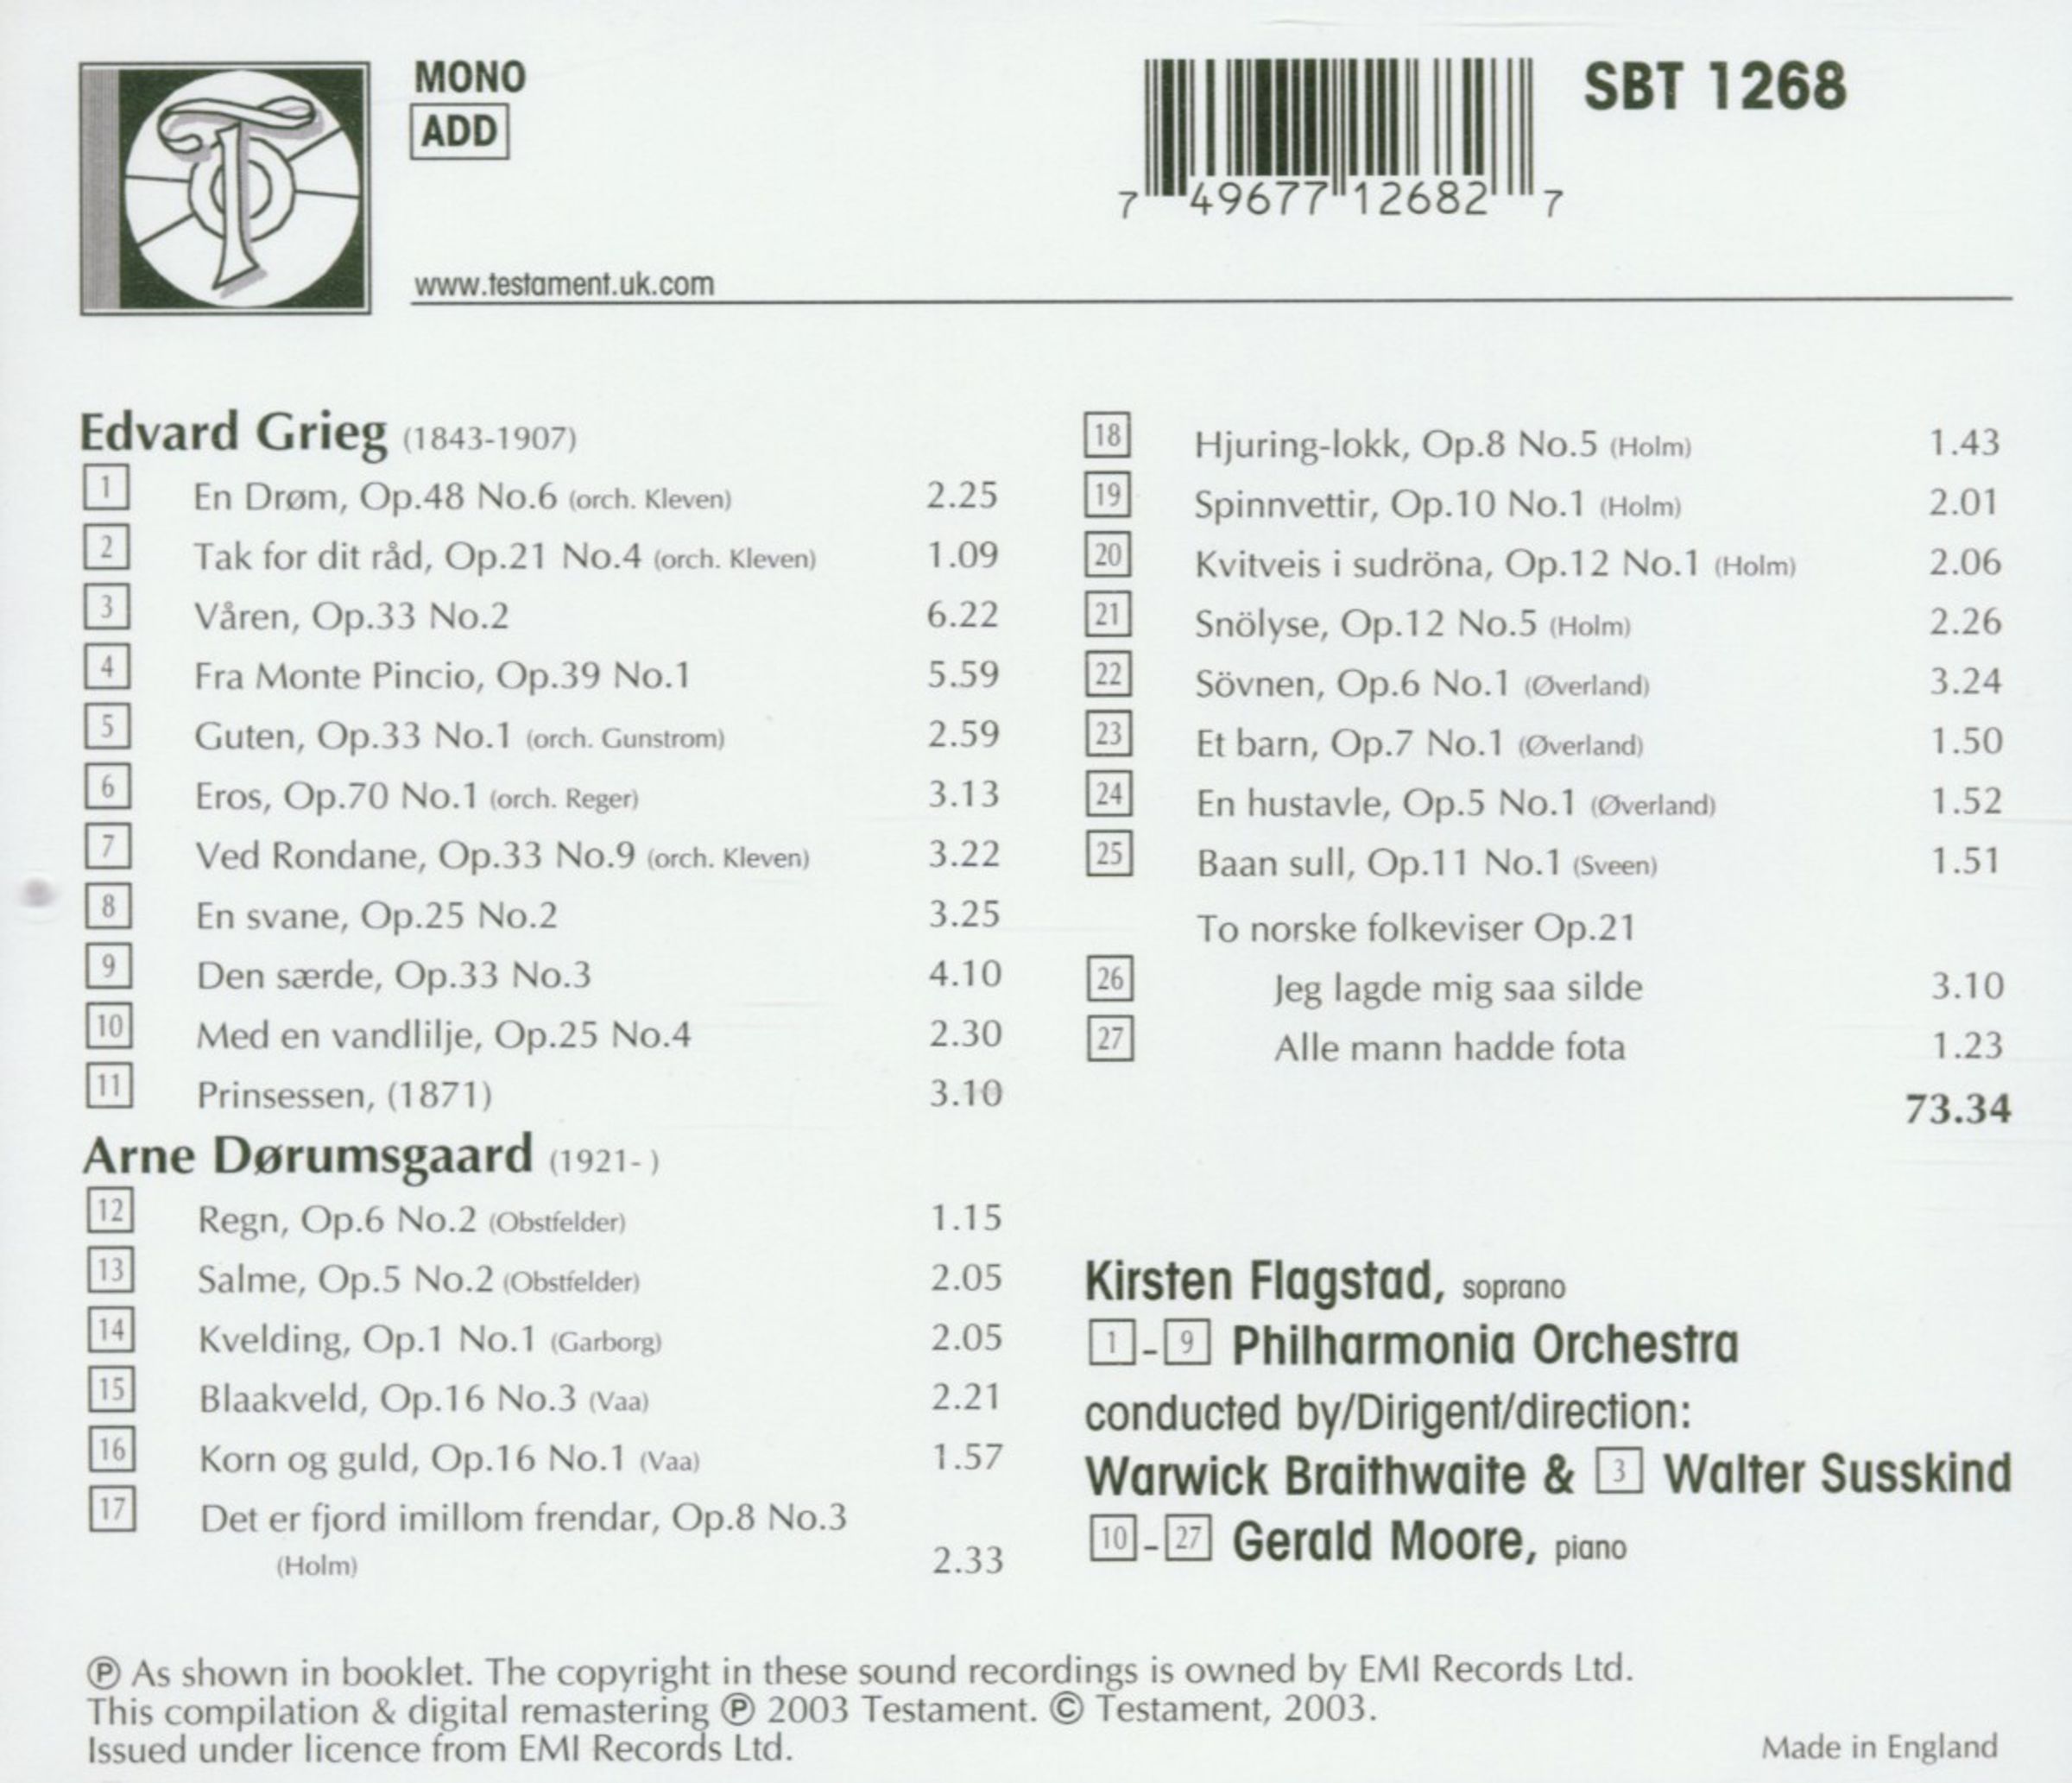 MONO
ADD
www.testament.uk.com
SBT 1268
7 49677 12682 7
Edvard Grieg (1843-1907)
1 En Drøm, Op.48 No.6 (orch. Kleven) 2.25
2 Tak for dit råd, Op.21 No.4 (orch. Kleven) 1.09
3 Våren, Op.33 No.2 6.22
4 Fra Monte Pincio, Op.39 No.1 5.59
5 Guten, Op.33 No.1 (orch. Gunstrom) 2.59
6 Eros, Op.70 No.1 (orch. Reger) 3.13
7 Ved Rondane, Op.33 No.9 (orch. Kleven) 3.22
8 En svane, Op.25 No.2 3.25
9 Den særde, Op.33 No.3 4.10
10 Med en vandlilje, Op.25 No.4 2.30
11 Prinsessen, (1871) 3.10
Arne Dørumsgaard (1921- )
12 Regn, Op.6 No.2 (Obstfelder) 1.15
13 Salme, Op.5 No.2 (Obstfelder) 2.05
14 Kvelding, Op.1 No.1 (Garborg) 2.05
15 Blaakveld, Op.16 No.3 (Vaa) 2.21
16 Korn og guld, Op.16 No.1 (Vaa) 1.57
17 Det er fjord imillom frendar, Op.8 No.3
(Holm) 2.33
18 Hjuring-lokk, Op.8 No.5 (Holm) 1.43
19 Spinnvettir, Op.10 No.1 (Holm) 2.01
20 Kvitveis i sudröna, Op.12 No.1 (Holm) 2.06
21 Snölyse, Op.12 No.5 (Holm) 2.26
22 Sövnen, Op.6 No.1 (Øverland) 3.24
23 Et barn, Op.7 No.1 (Øverland) 1.50
24 En hustavle, Op.5 No.1 (Øverland) 1.52
25 Baan sull, Op.11 No.1 (Sveen) 1.51
To norske folkeviser Op.21
26 Jeg lagde mig saa silde 3.10
27 Alle mann hadde fota 1.23
73.34
Kirsten Flagstad, soprano
1 - 9 Philharmonia Orchestra
conducted by/Dirigent/direction:
Warwick Braithwaite & 3 Walter Susskind
10 - 27 Gerald Moore, piano
℗ As shown in booklet. The copyright in these sound recordings is owned by EMI Records Ltd.
This compilation & digital remastering ℗ 2003 Testament. © Testament, 2003.
Issued under licence from EMI Records Ltd.
Made in England